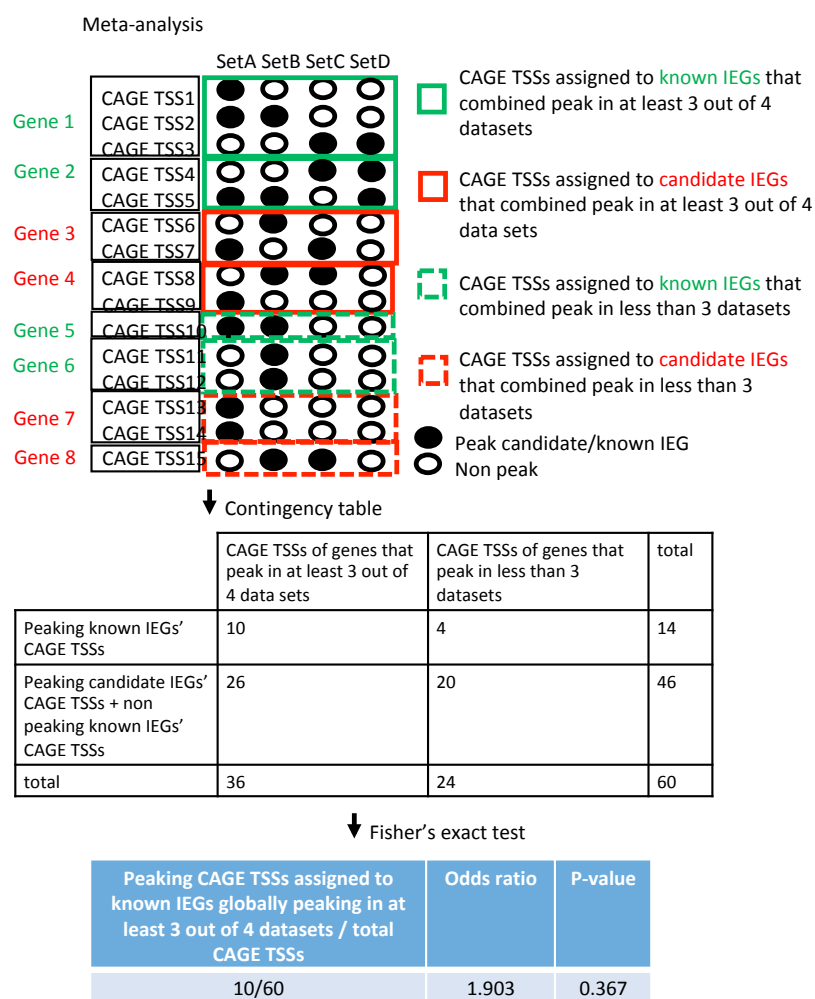 Meta-analysis
SetA SetB SetC SetD
Gene 1
CAGE TSS1
CAGE TSS2
CAGE TSS3
Gene 2
CAGE TSS4
CAGE TSS5
Gene 3
CAGE TSS6
CAGE TSS7
Gene 4
CAGE TSS8
CAGE TSS9
Gene 5
CAGE TSS10
Gene 6
CAGE TSS11
CAGE TSS12
Gene 7
CAGE TSS13
CAGE TSS14
Gene 8
CAGE TSS15
CAGE TSSs assigned to known IEGs that
combined peak in at least 3 out of 4
datasets
CAGE TSSs assigned to candidate IEGs
that combined peak in at least 3 out of 4
data sets
CAGE TSSs assigned to known IEGs that
combined peak in less than 3 datasets
CAGE TSSs assigned to candidate IEGs
that combined peak in less than 3
datasets
Peak candidate/known IEG
Non peak
Contingency table
CAGE TSSs of genes that
peak in at least 3 out of
4 data sets
CAGE TSSs of genes that
peak in less than 3
datasets
total
Peaking known IEGs’
CAGE TSSs
10
4
14
Peaking candidate IEGs’
CAGE TSSs + non
peaking known IEGs’
CAGE TSSs
26
20
46
total
36
24
60
Fisher’s exact test
Peaking CAGE TSSs assigned to
known IEGs globally peaking in at
least 3 out of 4 datasets / total
CAGE TSSs
Odds ratio
P-value
10/60
1.903
0.367